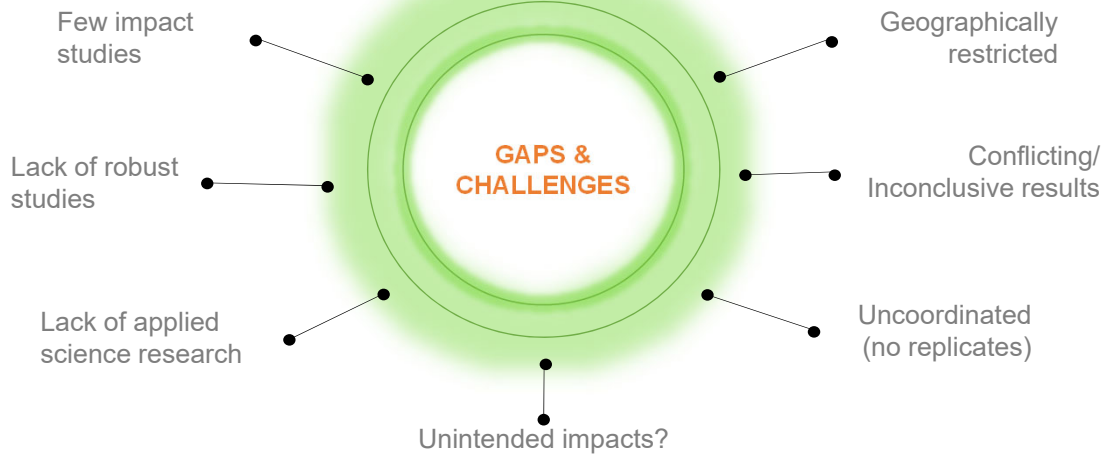 Few impact
studies
Geographically
restricted
GAPS &
CHALLENGES
Lack of robust
studies
Conflicting/
Inconclusive results
Lack of applied
science research
Uncoordinated
(no replicates)
Unintended impacts?